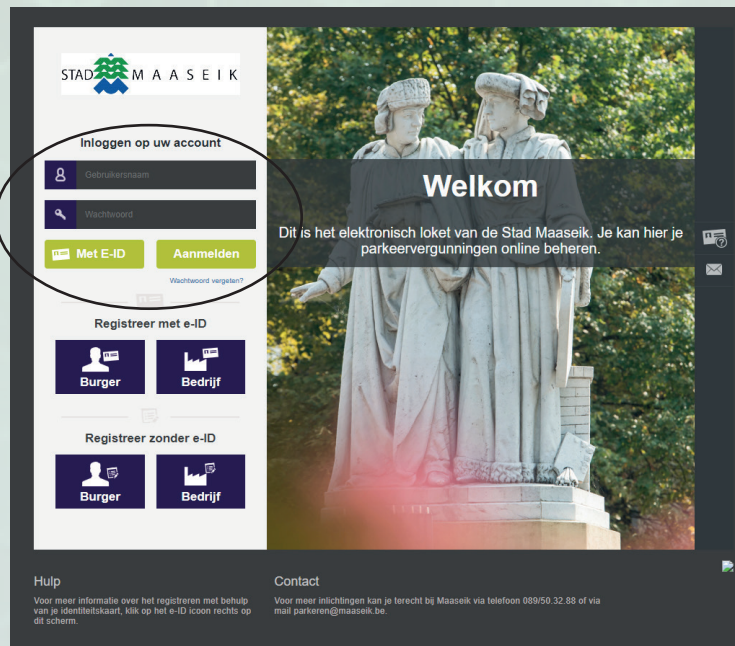 STAD MAASEIK
Inloggen op uw account
Gebruikersnaam
Wachtwoord
Met E-ID
Aanmelden
Wachtwoord vergeten?
Registreer met e-ID
Burger
Bedrijf
Registreer zonder e-ID
Burger
Bedrijf
Welkom
Dit is het elektronisch loket van de Stad Maaseik. Je kan hier je
parkeervergunningen online beheren.
Hulp
Voor meer informatie over het registreren met behulp
van je identiteitskaart, klik op het e-ID icoon rechts op
dit scherm.
Contact
Voor meer inlichtingen kan je terecht bij Maaseik via telefoon 089/50.32.88 of via
mail parkeren@maaseik.be.